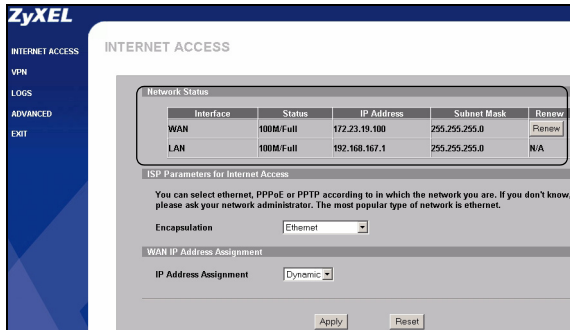 ZyXEL
INTERNET ACCESS
VPN
LOGS
ADVANCED
EXIT
INTERNET ACCESS
Network Status
Interface Status IP Address Subnet Mask Renew
WAN 100M/Full 172.23.19.100 255.255.255.0 Renew
LAN 100M/Full 192.168.167.1 255.255.255.0 N/A
ISP Parameters for Internet Access
You can select ethernet, PPPoE or PPTP according to in which the network you are. If you don't know,
please ask your network administrator. The most popular type of network is ethernet.
Encapsulation Ethernet
WAN IP Address Assignment
IP Address Assignment Dynamic
Apply Reset